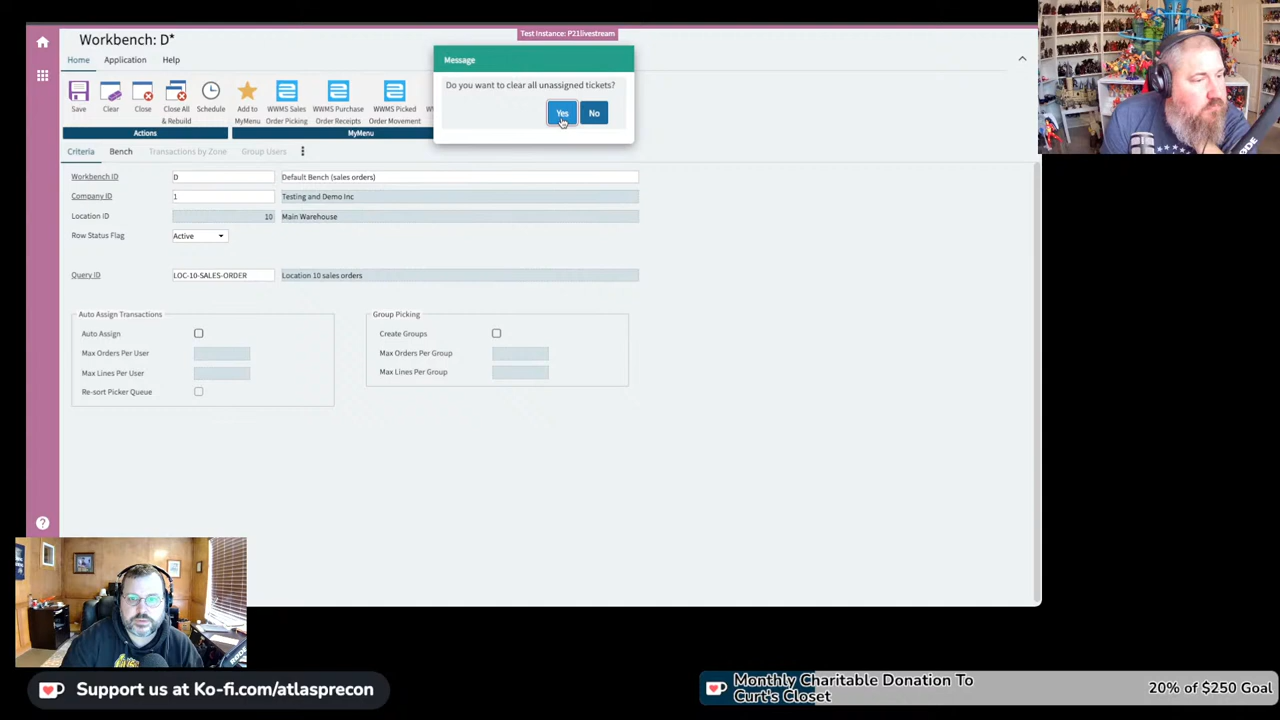 Test Instance: P21livestream
Workbench: D*
Home Application Help
Message
Do you want to clear all unassigned tickets?
Yes No
Save Clear Close Close All & Rebuild Schedule Add to MyMenu WWMS Sales Order Picking WWMS Purchase Order Receipts WWMS Picked Order Movement
Actions MyMenu
Criteria Bench Transactions by Zone Group Users
Workbench ID D Default Bench (sales orders)
Company ID 1 Testing and Demo Inc
Location ID 10 Main Warehouse
Row Status Flag Active
Query ID LOC-10-SALES-ORDER Location 10 sales orders
Auto Assign Transactions Group Picking
Auto Assign Create Groups
Max Orders Per User Max Orders Per Group
Max Lines Per User Max Lines Per Group
Re-sort Picker Queue
Support us at Ko-fi.com/atlasprecon
Monthly Charitable Donation To
Curt's Closet
20% of $250 Goal